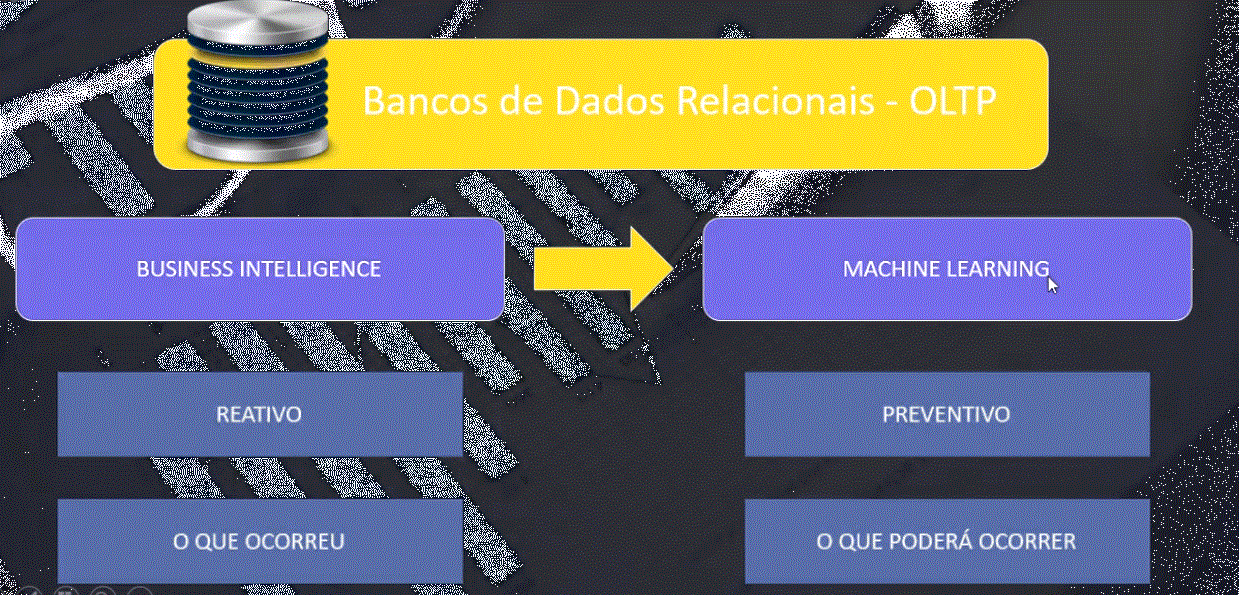 Bancos de Dados Relacionais - OLTP
BUSINESS INTELLIGENCE
MACHINE LEARNING
REATIVO
PREVENTIVO
O QUE OCORREU
O QUE PODERÁ OCORRER